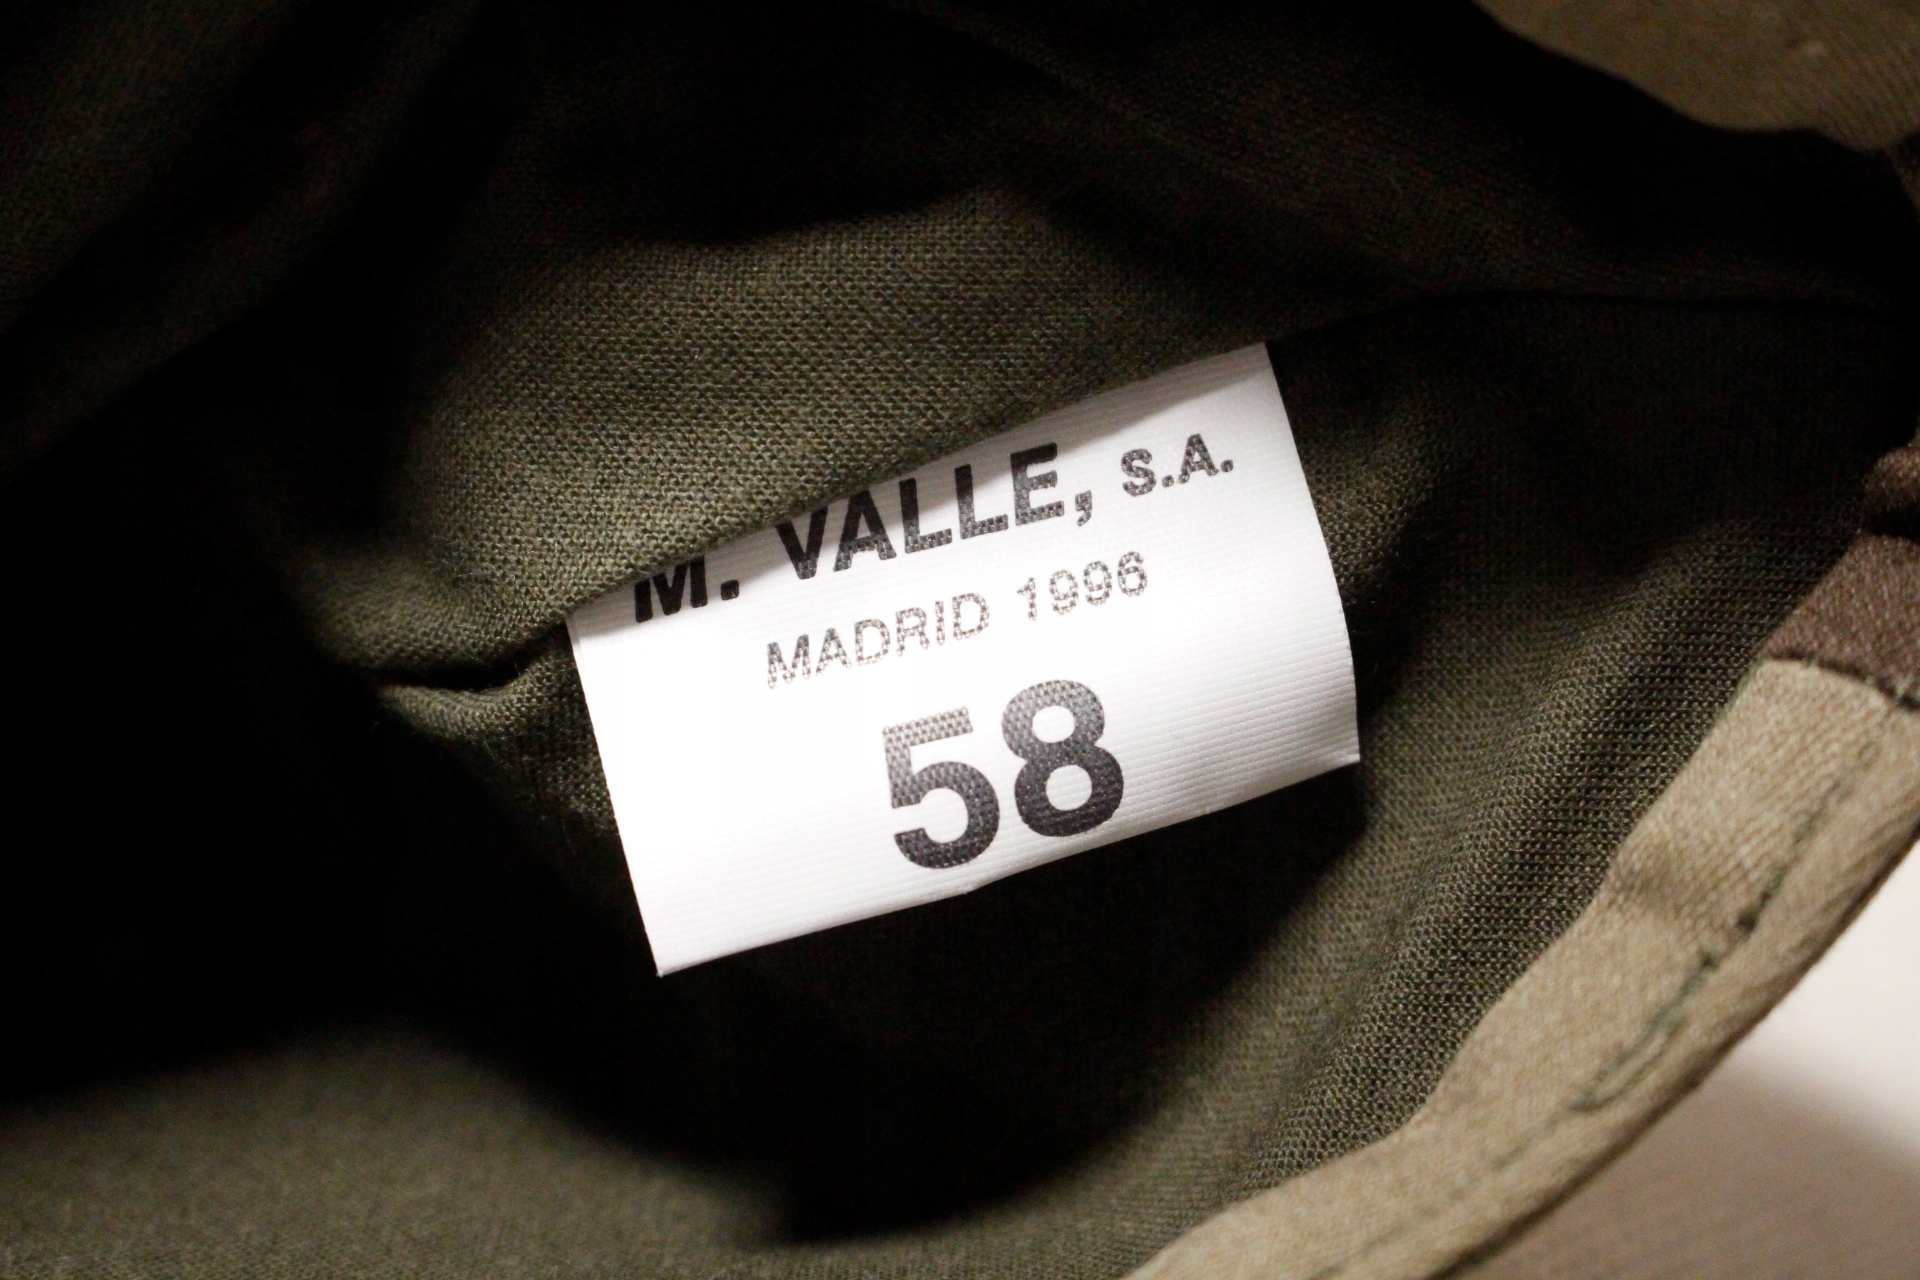 M. VALLE, S.A.
MADRID 1996
58